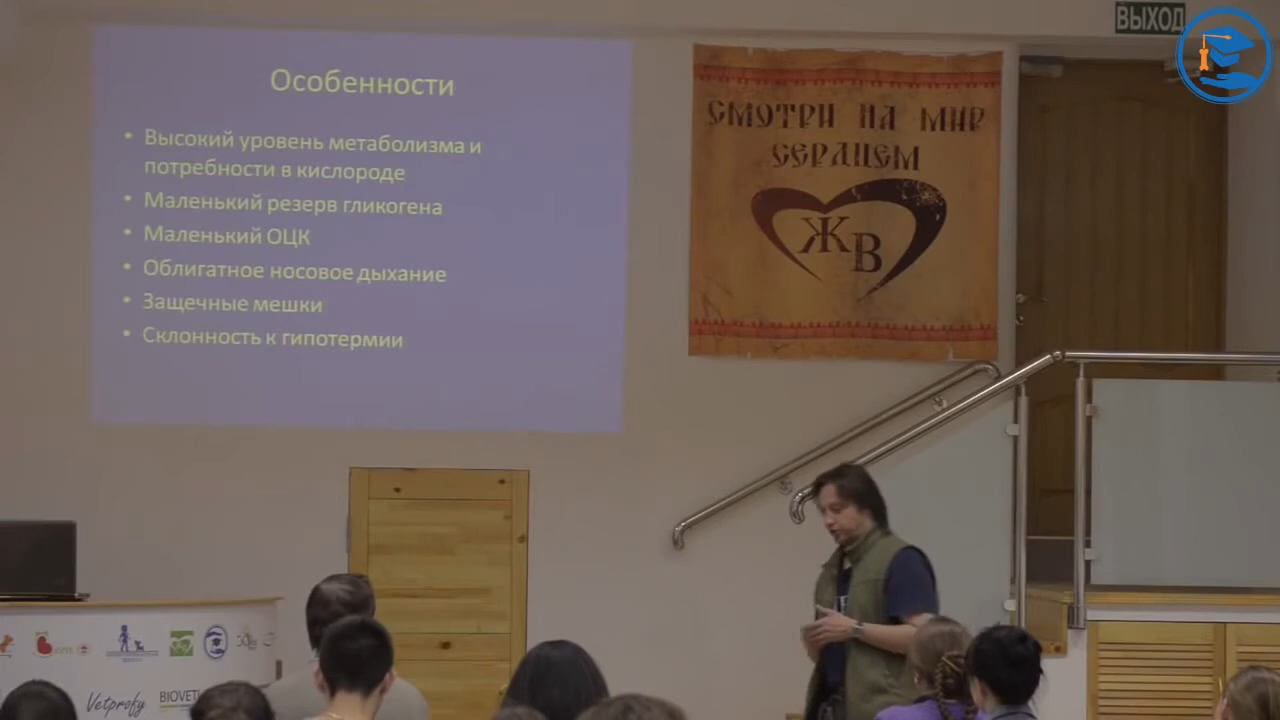 ВЫХОД
Особенности
• Высокий уровень метаболизма и
потребности в кислороде
• Маленький резерв гликогена
• Маленький ОЦК
• Облигатное носовое дыхание
• Защечные мешки
• Склонность к гипотермии
СМОТРИ НА МИР
СЕРДЦЕМ
ЖВ
Vetprofy